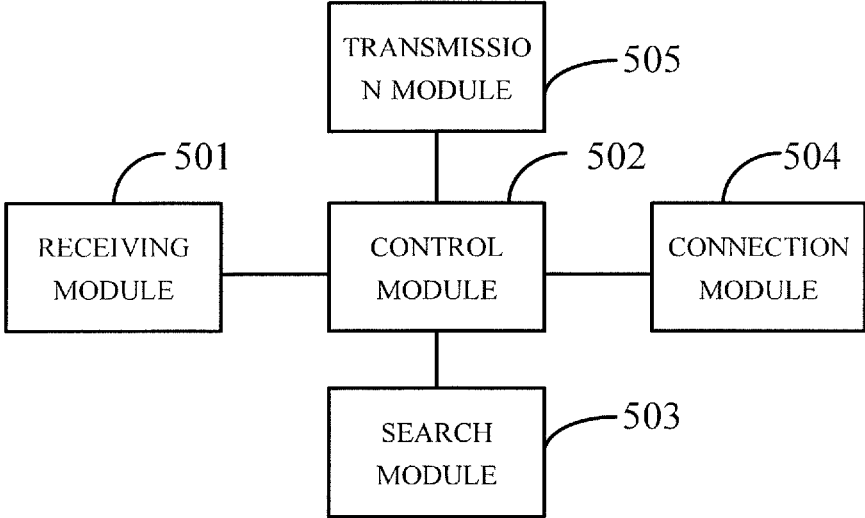 TRANSMISSIO
N MODULE
505
501
502
504
RECEIVING
MODULE
CONTROL
MODULE
CONNECTION
MODULE
SEARCH
MODULE
503